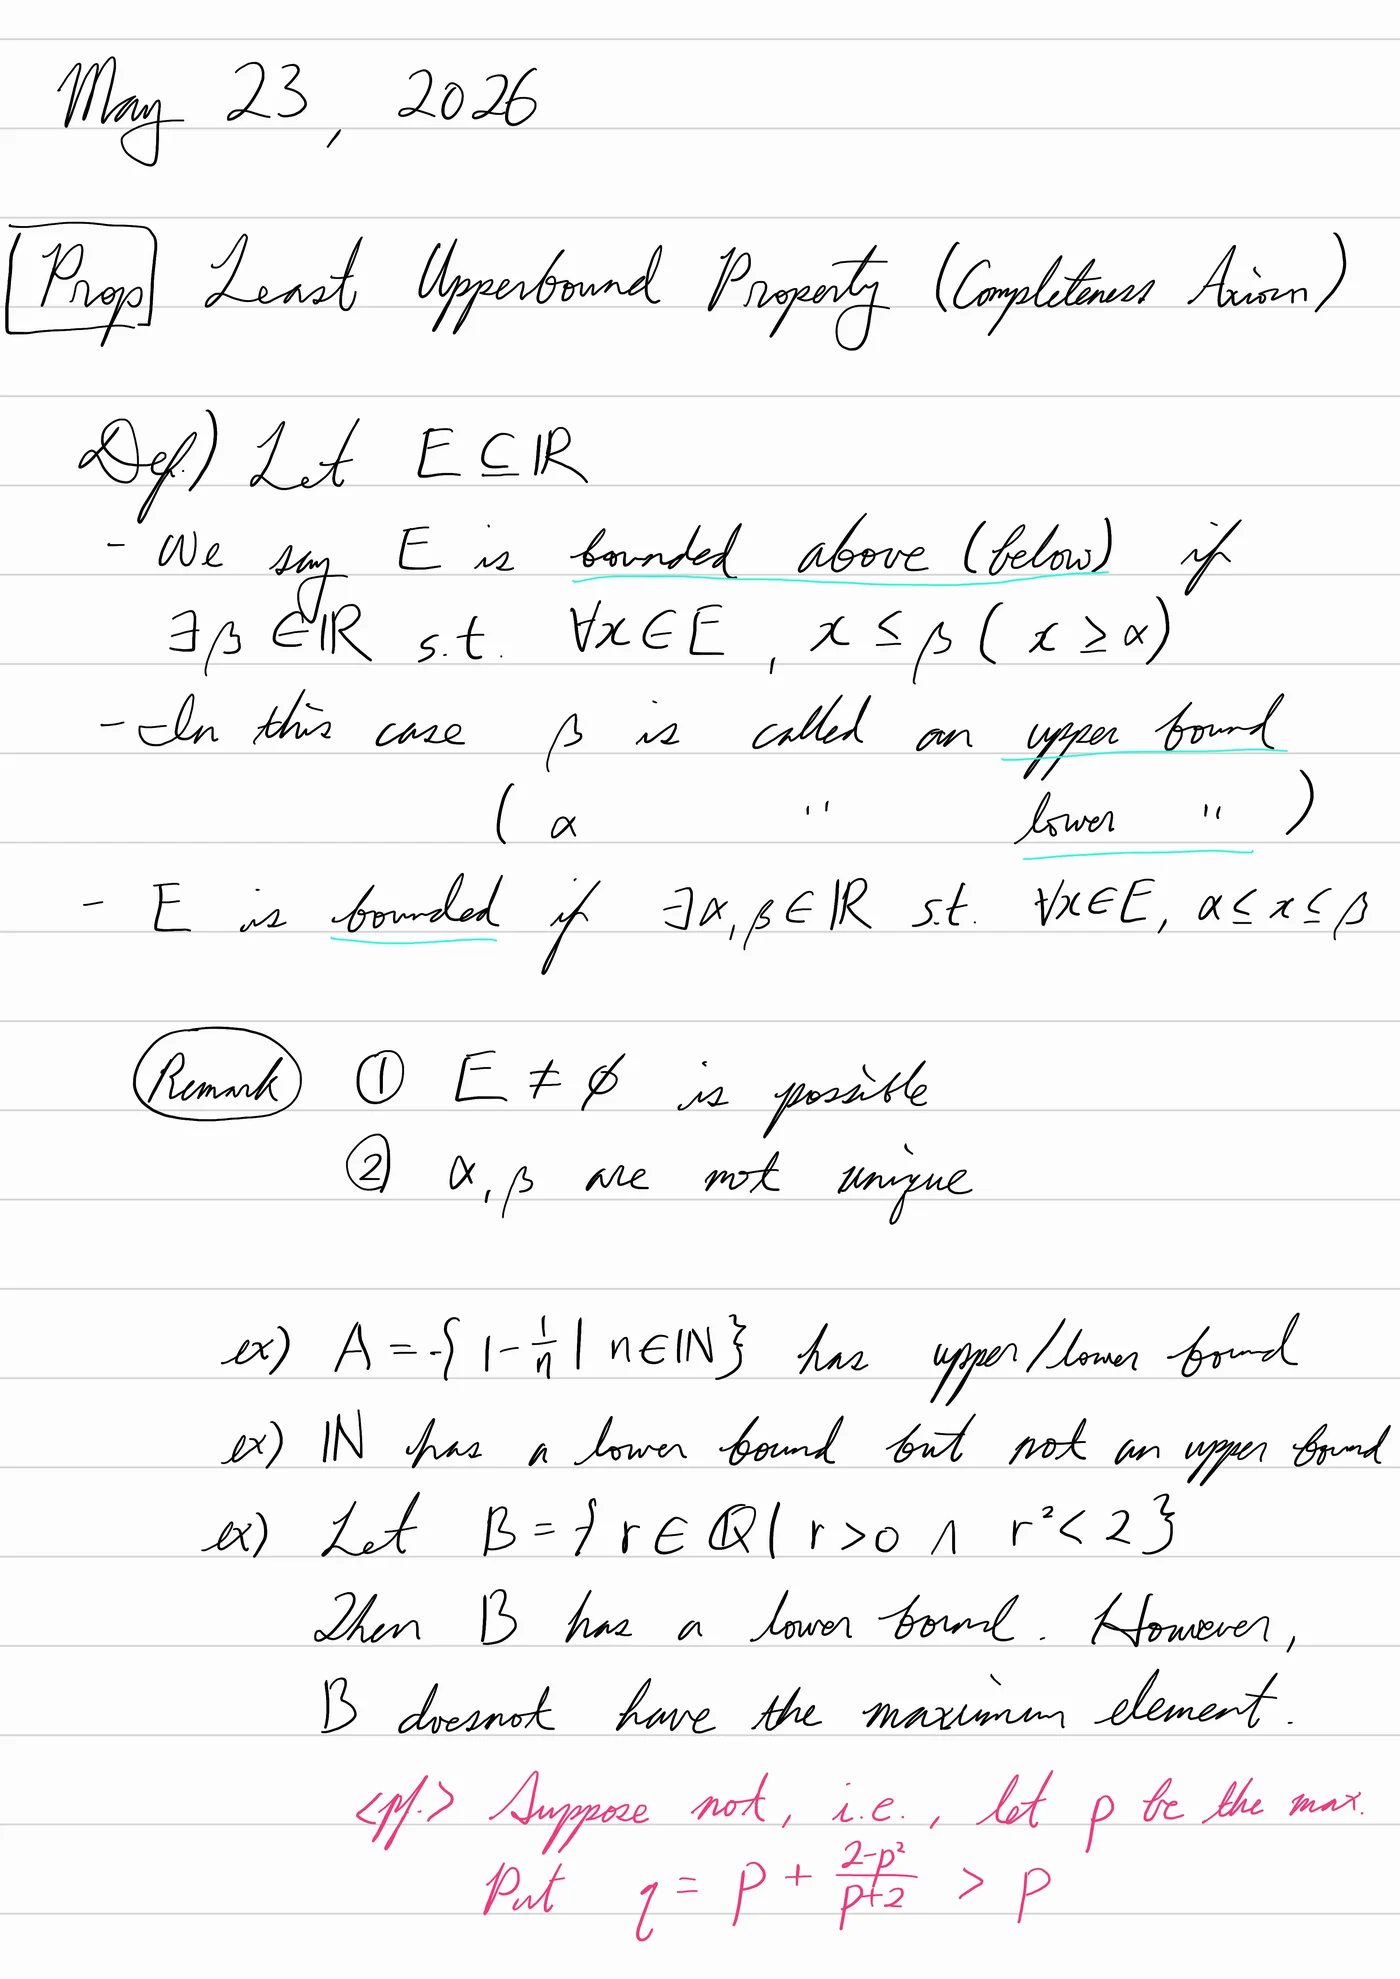 May 23, 2026
Prop Least Upperbound Property (Completeness Axiom)
Def.) Let E ⊆ ℝ
- We say E is bounded above (below) if
∃β ∈ ℝ s.t. ∀x ∈ E, x ≤ β ( x ≥ α)
- In this case β is called an upper bound
( α " lower " )
- E is bounded if ∃α, β ∈ ℝ s.t. ∀x ∈ E, α ≤ x ≤ β
Remark ① E ≠ ∅ is possible
② α, β are not unique
ex) A = { 1 - 1/n | n ∈ ℕ } has upper/lower bound
ex) ℕ has a lower bound but not an upper bound
ex) Let B = { r ∈ ℚ | r > 0 ∧ r² < 2 }
Then B has a lower bound. However,
B doesnot have the maximum element.
<pf.> Suppose not, i.e., let p be the max.
Put q = p + (2-p²)/(p+2) > p